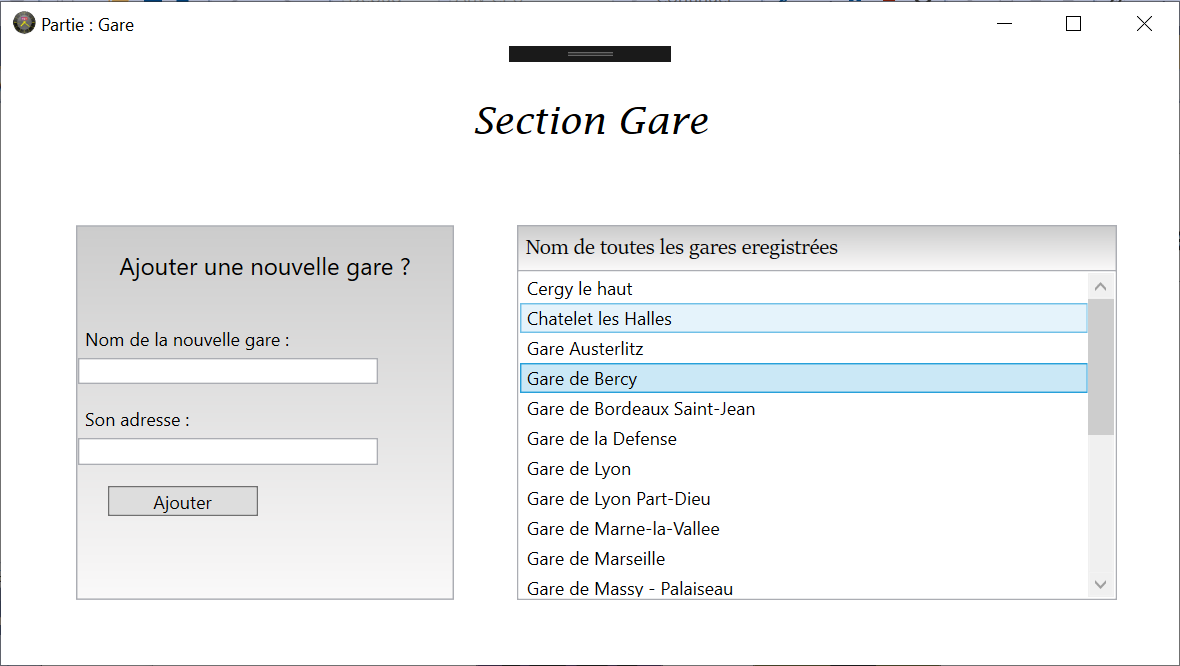 Partie : Gare
Section Gare
Ajouter une nouvelle gare ?
Nom de la nouvelle gare :
Son adresse :
Ajouter
Nom de toutes les gares eregistrées
Cergy le haut
Chatelet les Halles
Gare Austerlitz
Gare de Bercy
Gare de Bordeaux Saint-Jean
Gare de la Defense
Gare de Lyon
Gare de Lyon Part-Dieu
Gare de Marne-la-Vallee
Gare de Marseille
Gare de Massy - Palaiseau